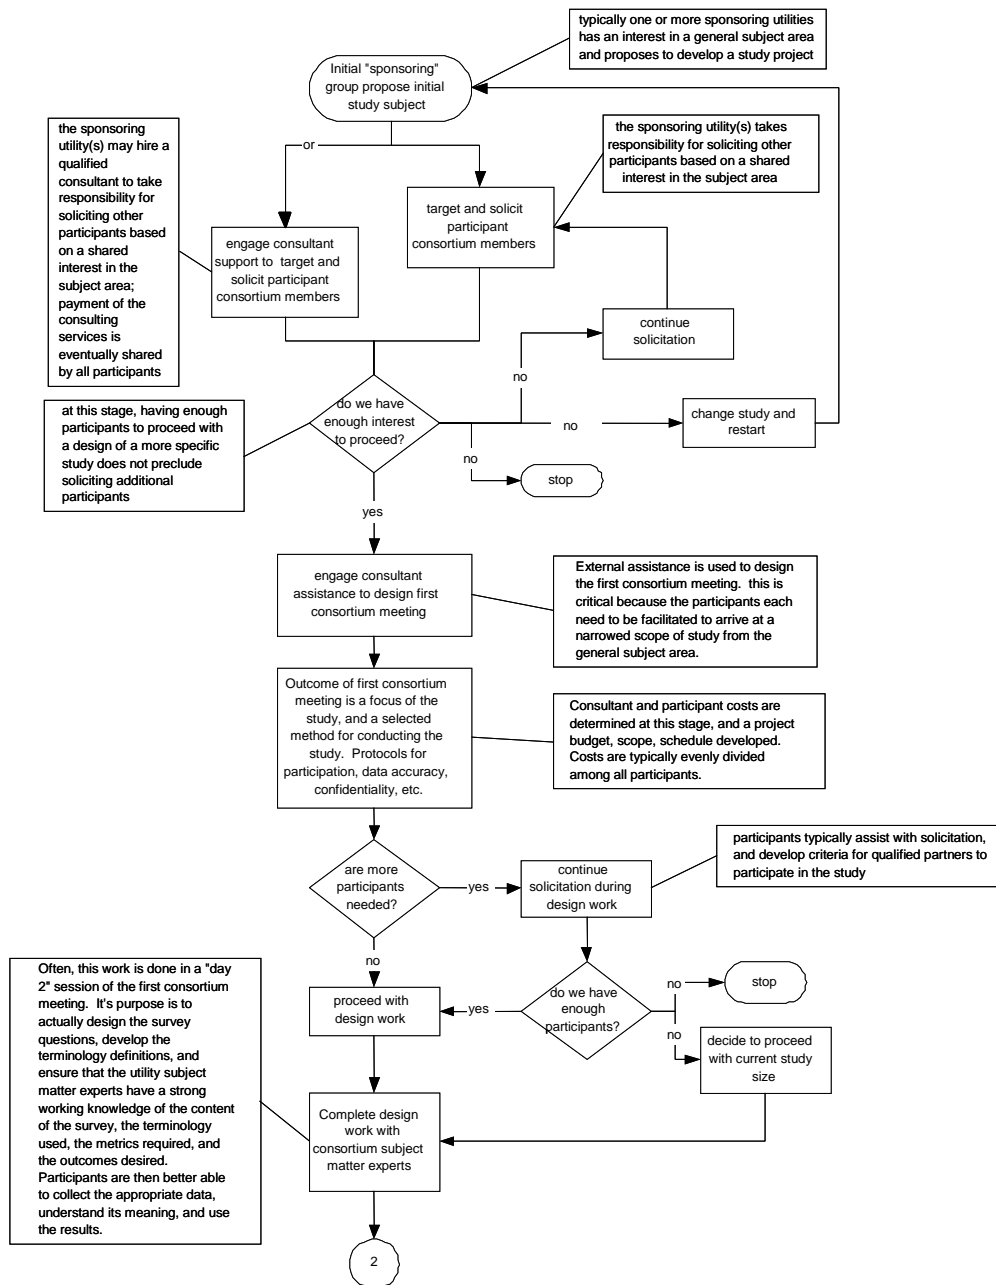 typically one or more sponsoring utilities
has an interest in a general subject area
and proposes to develop a study project
Initial "sponsoring"
group propose initial
study subject
the sponsoring
utility(s) may hire a
qualified
consultant to take
responsibility for
soliciting other
participants based
on a shared
interest in the
subject area;
payment of the
consulting
services is
eventually shared
by all participants
or
the sponsoring utility(s) takes
responsibility for soliciting other
participants based on a shared
interest in the subject area
target and solicit
participant
consortium members
engage consultant
support to target and
solicit participant
consortium members
continue
solicitation
no
at this stage, having enough
participants to proceed with
a design of a more specific
study does not preclude
soliciting additional
participants
do we have
enough interest
to proceed?
no
change study and
restart
no
stop
yes
engage consultant
assistance to design first
consortium meeting
External assistance is used to design
the first consortium meeting. this is
critical because the participants each
need to be facilitated to arrive at a
narrowed scope of study from the
general subject area.
Outcome of first consortium
meeting is a focus of the
study, and a selected
method for conducting the
study. Protocols for
participation, data accuracy,
confidentiality, etc.
Consultant and participant costs are
determined at this stage, and a project
budget, scope, schedule developed.
Costs are typically evenly divided
among all participants.
participants typically assist with solicitation,
and develop criteria for qualified partners to
participate in the study
are more
participants
needed?
yes
continue
solicitation during
design work
no
Often, this work is done in a "day
2" session of the first consortium
meeting. It's purpose is to
actually design the survey
questions, develop the
terminology definitions, and
ensure that the utility subject
matter experts have a strong
working knowledge of the content
of the survey, the terminology
used, the metrics required, and
the outcomes desired.
Participants are then better able
to collect the appropriate data,
understand its meaning, and use
the results.
proceed with
design work
yes
do we have
enough
participants?
no
stop
no
decide to proceed
with current study
size
Complete design
work with
consortium subject
matter experts
2